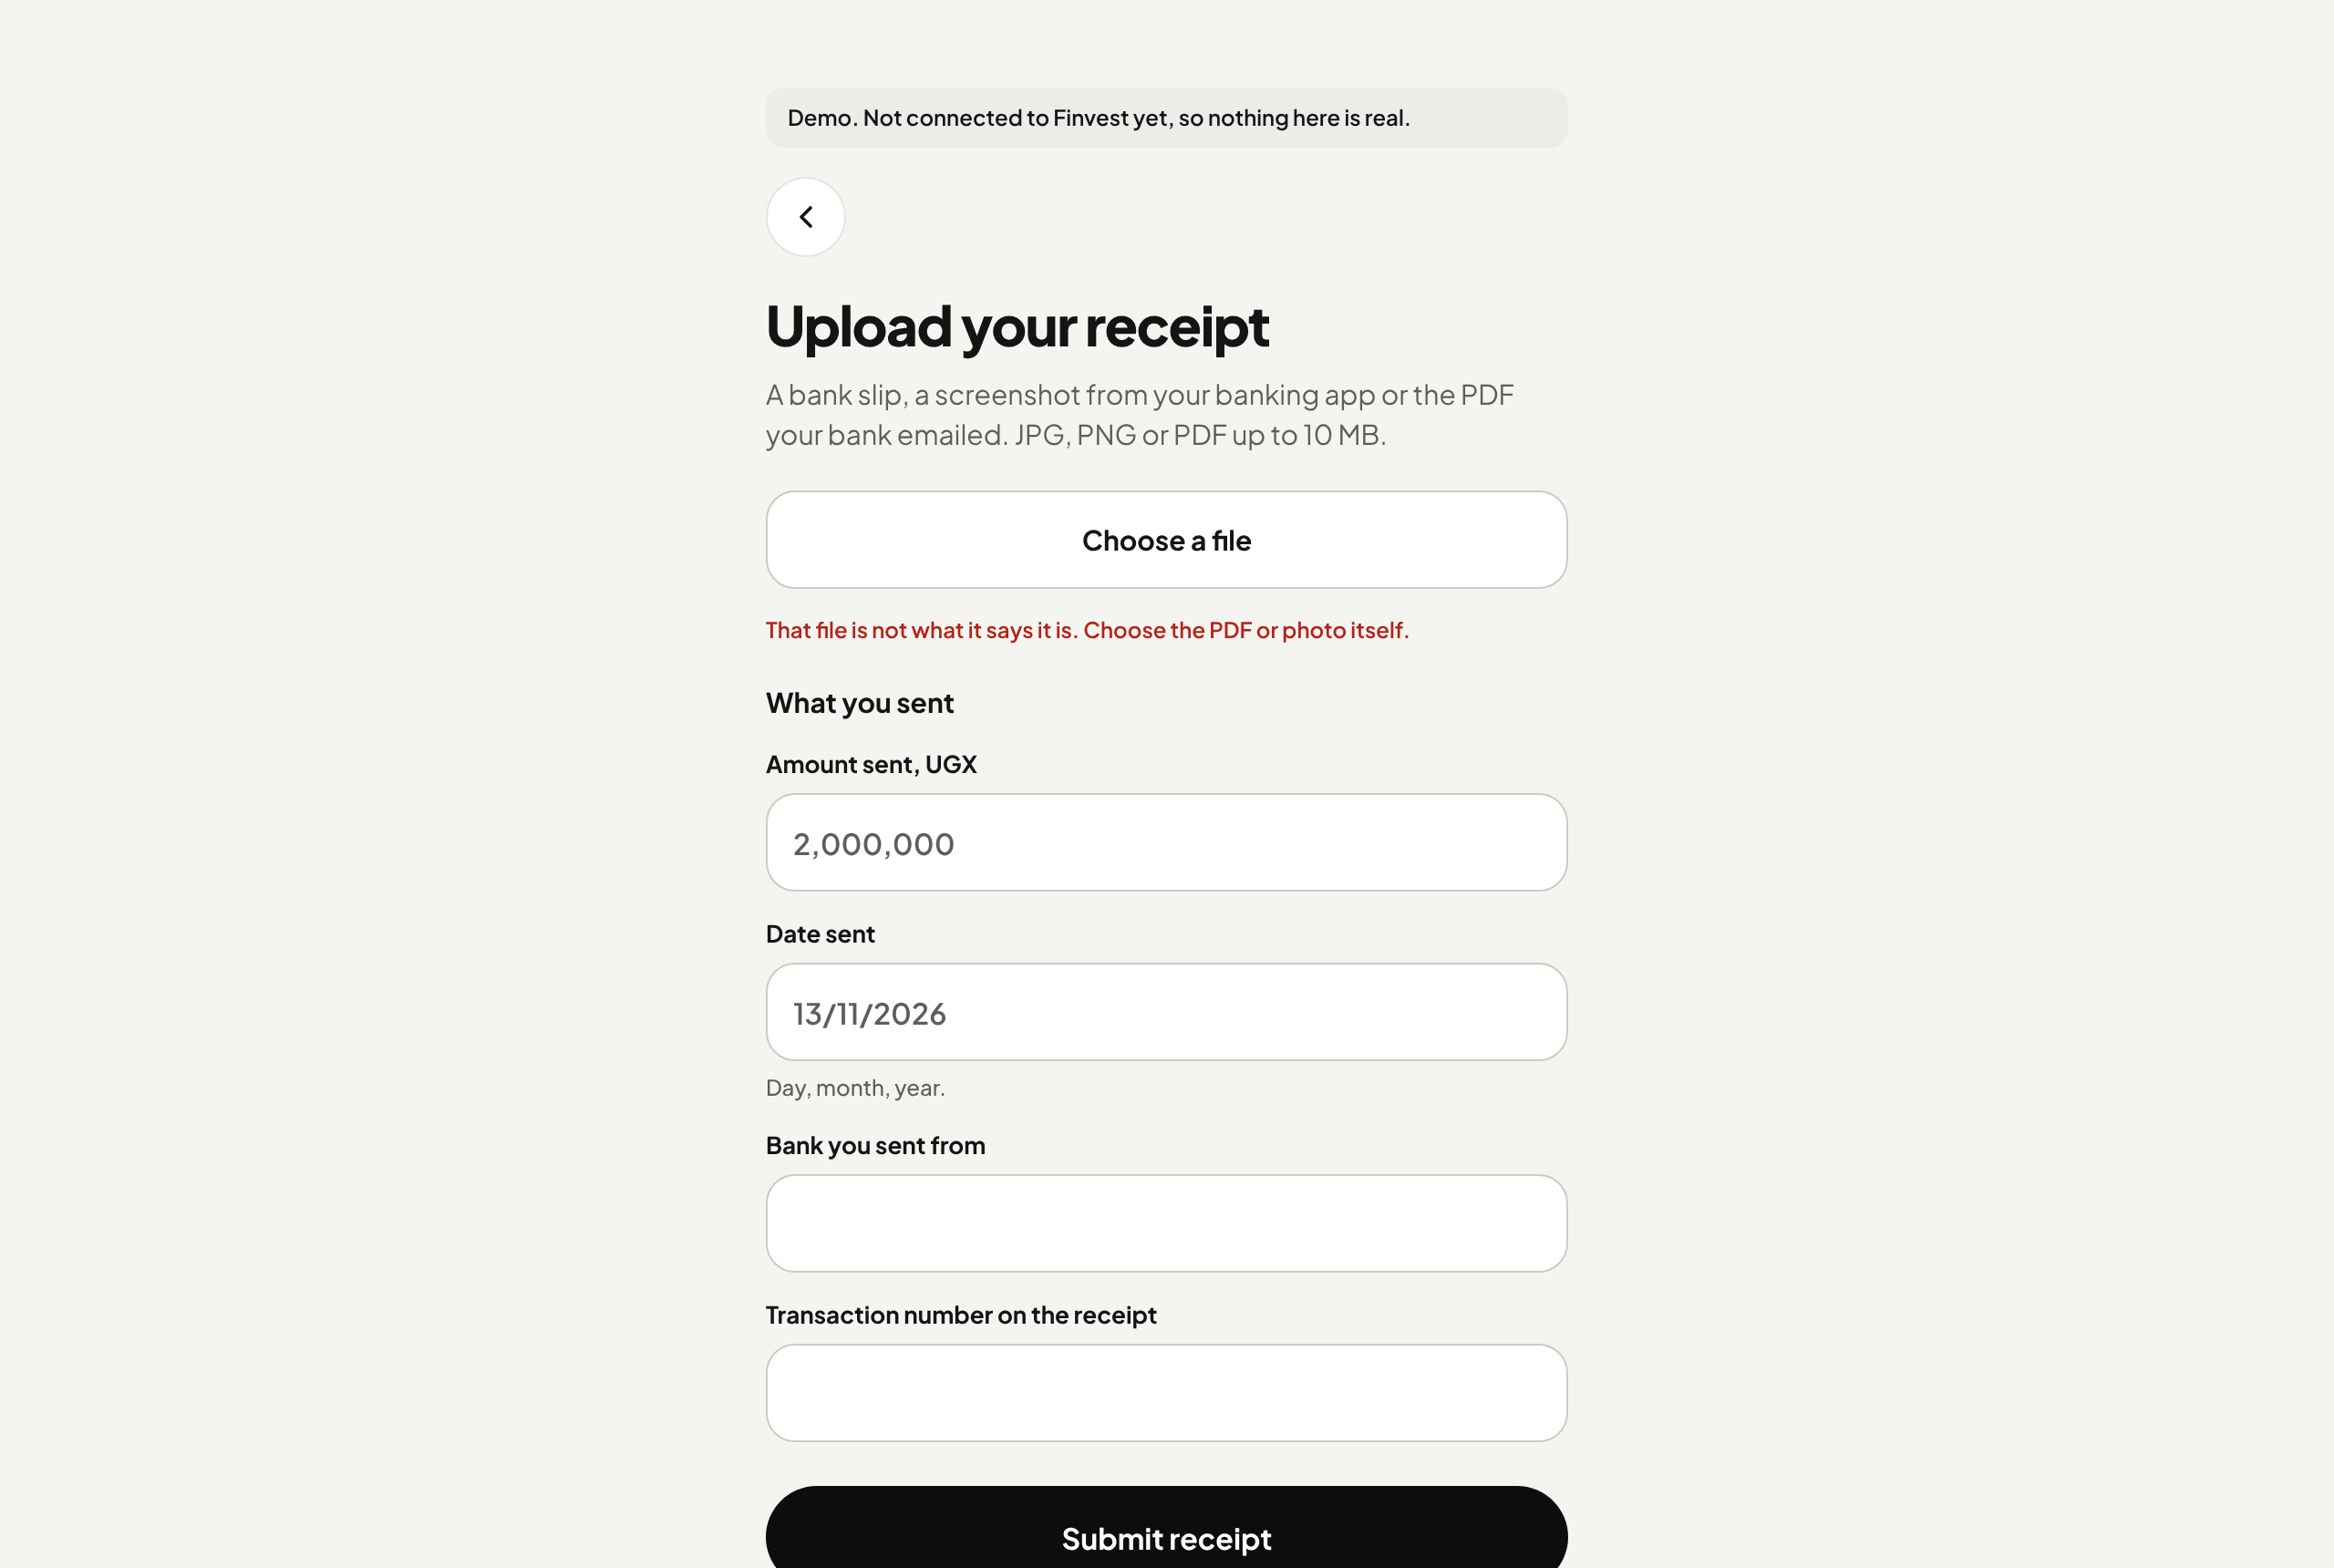 Demo. Not connected to Finvest yet, so nothing here is real.
Upload your receipt
A bank slip, a screenshot from your banking app or the PDF
your bank emailed. JPG, PNG or PDF up to 10 MB.
Choose a file
That file is not what it says it is. Choose the PDF or photo itself.
What you sent
Amount sent, UGX
2,000,000
Date sent
13/11/2026
Day, month, year.
Bank you sent from
Transaction number on the receipt
Submit receipt